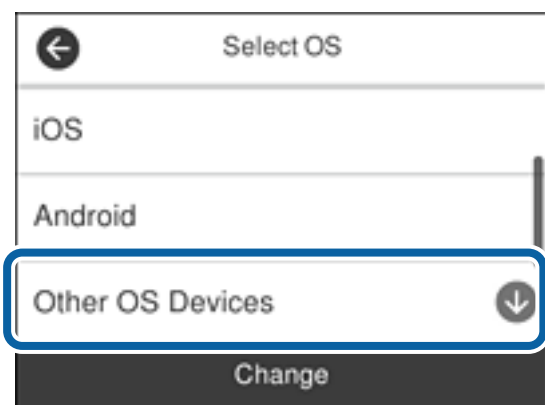 Select OS
iOS
Android
Other OS Devices
Change